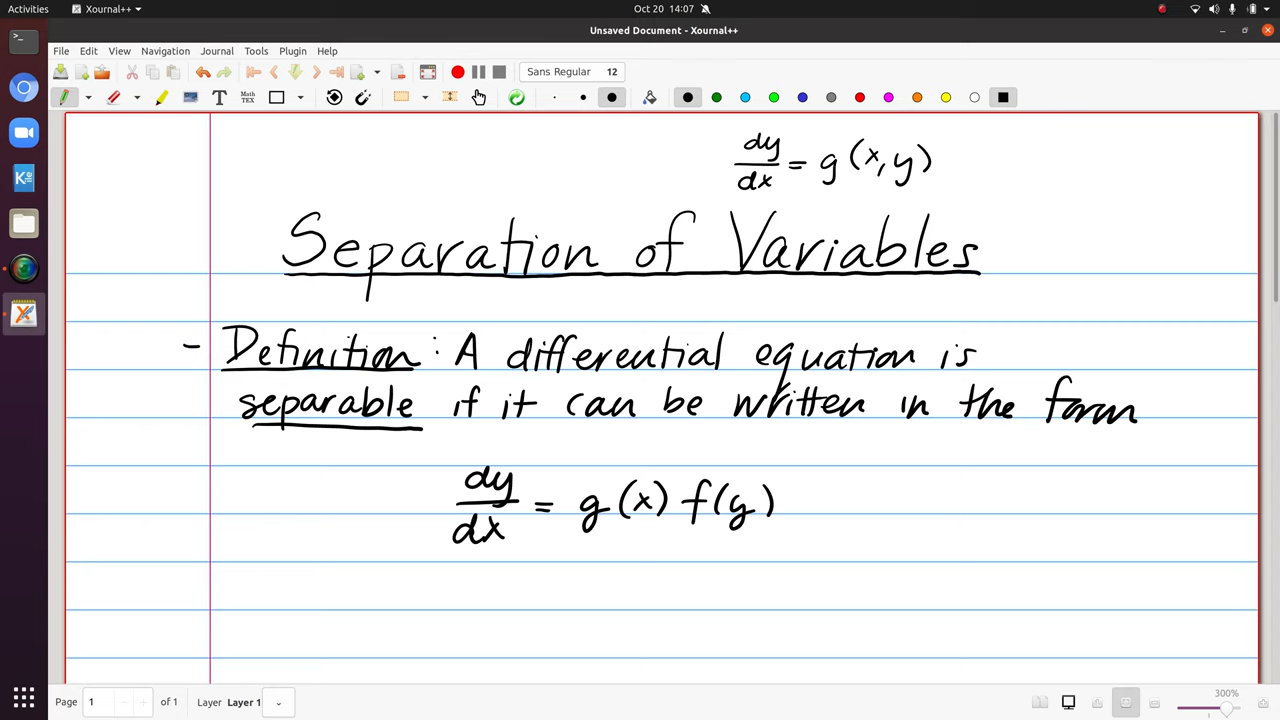 Activities
Xournal++
Oct 20 14:07
Unsaved Document - Xournal++
File Edit View Navigation Journal Tools Plugin Help
Sans Regular 12
MATH TEX
dy/dx = g(x,y)
Separation of Variables
- Definition: A differential equation is
separable if it can be written in the form
dy/dx = g(x) f(y)
Page 1 of 1 Layer Layer 1
300%